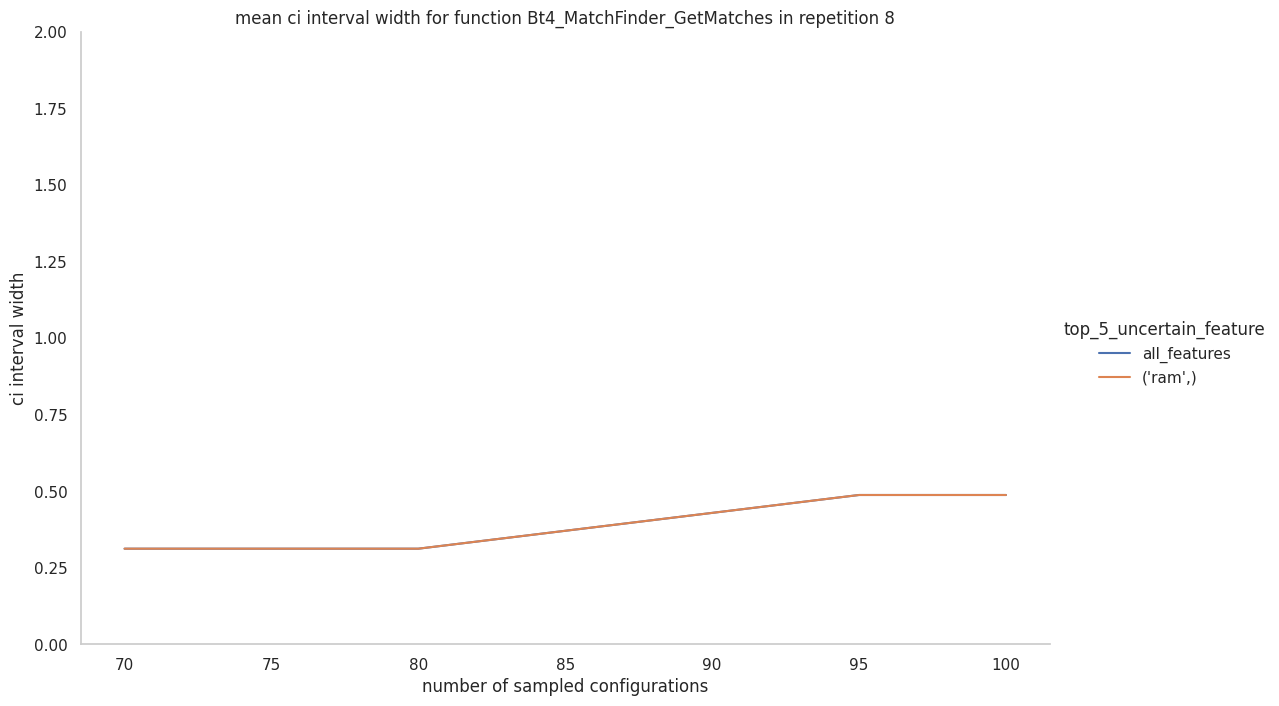 mean ci interval width for function Bt4_MatchFinder_GetMatches in repetition 8
2.00
1.75
1.50
1.25
1.00
0.75
0.50
0.25
0.00
ci interval width
70 75 80 85 90 95 100
number of sampled configurations
top_5_uncertain_feature
all_features
('ram',)